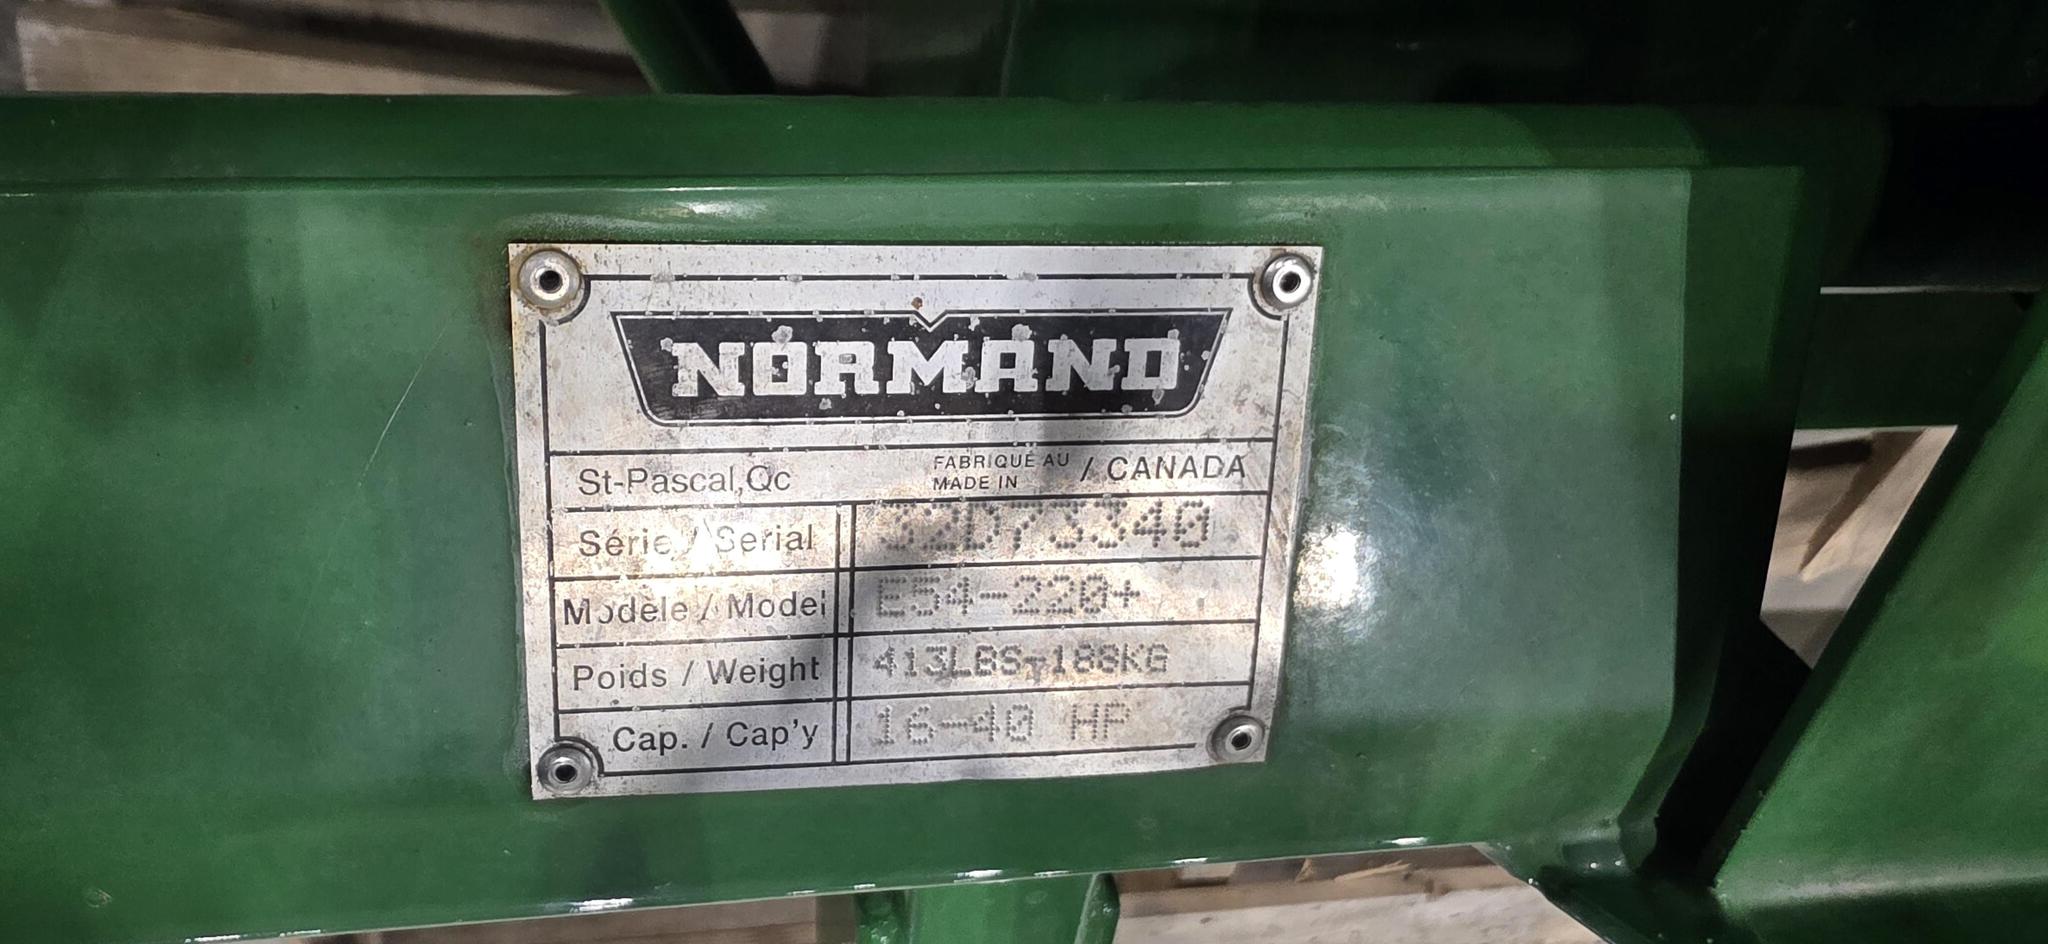 NORMAND
St-Pascal,Qc FABRIQUÉ AU / MADE IN / CANADA
Série / Serial 32D73340
Modèle / Model E54-220+
Poids / Weight 413LBS-188KG
Cap. / Cap'y 16-40 HP